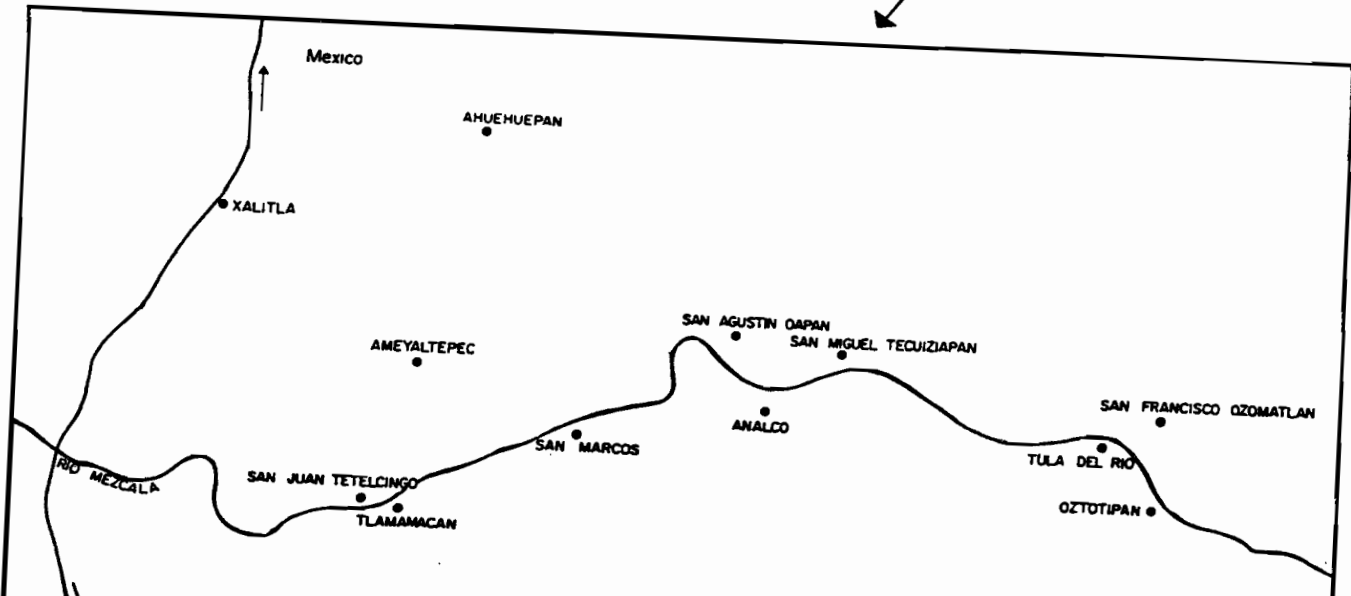 Mexico
AHUEHUEPAN
XALITLA
SAN AGUSTIN OAPAN
SAN MIGUEL TECUIZIAPAN
AMEYALTEPEC
SAN FRANCISCO OZOMATLAN
ANALCO
SAN MARCOS
TULA DEL RIO
RIO MEZCALA
SAN JUAN TETELCINGO
OZTOTIPAN
TLAMAMACAN